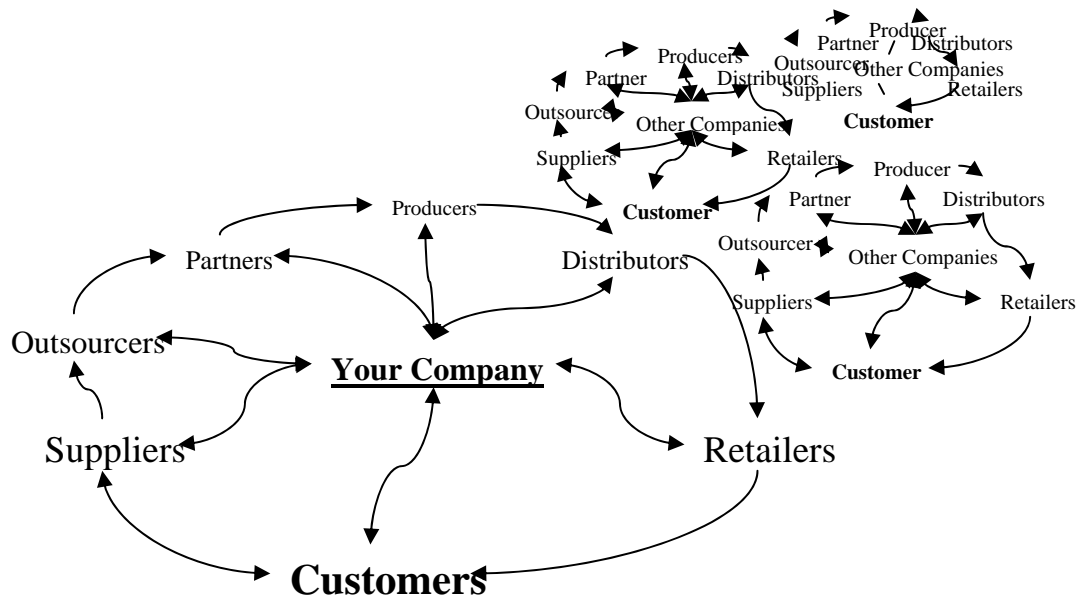 Producer
Partner
Distributors
Outsourcer
Other Companies
Suppliers
Retailers
Customer
Producers
Partner
Distributors
Outsourcer
Other Companies
Suppliers
Retailers
Customer
Producer
Partner
Distributors
Outsourcer
Other Companies
Suppliers
Retailers
Customer
Producers
Partners
Distributors
Outsourcers
Your Company
Suppliers
Retailers
Customers